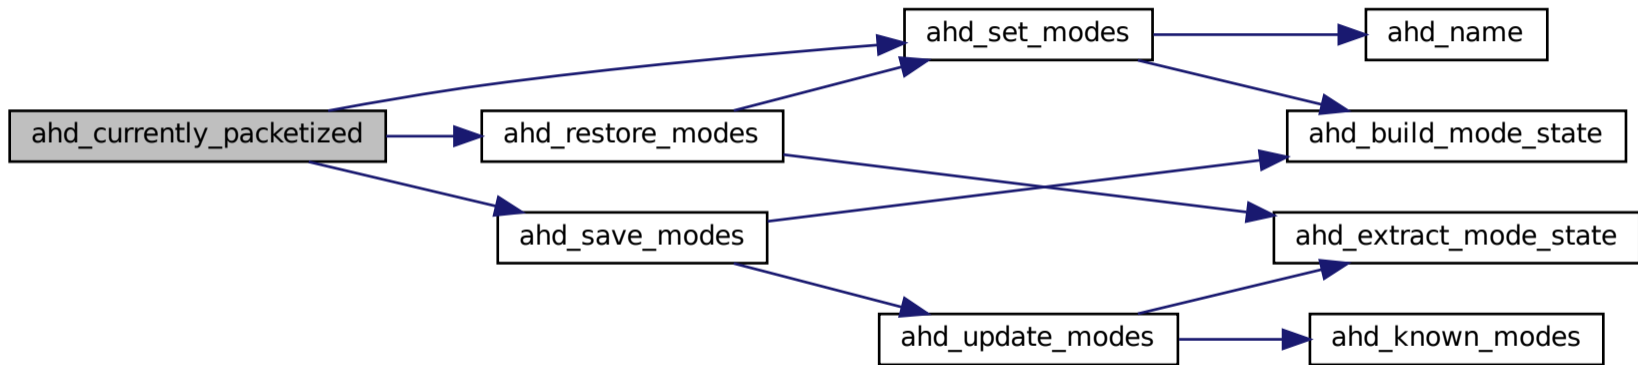 ahd_set_modes
ahd_name
ahd_currently_packetized
ahd_restore_modes
ahd_build_mode_state
ahd_save_modes
ahd_extract_mode_state
ahd_update_modes
ahd_known_modes